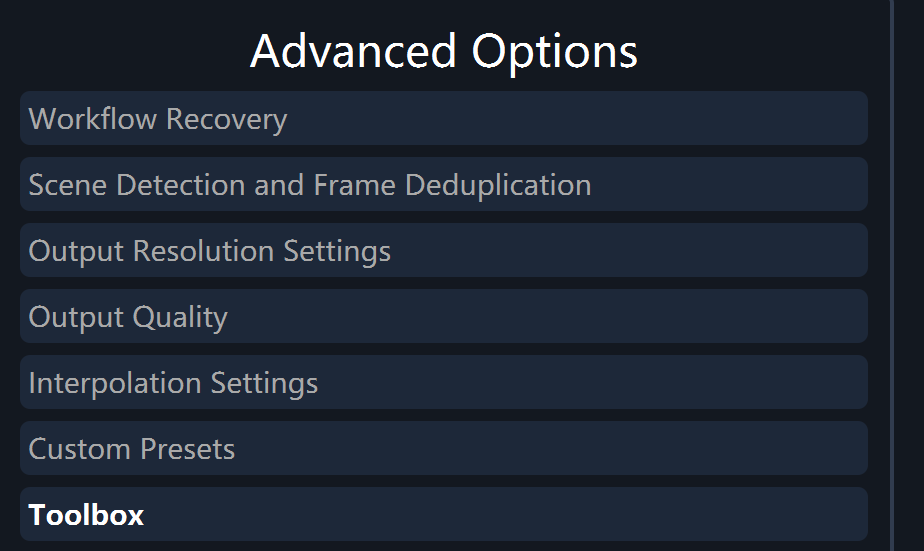 Advanced Options
Workflow Recovery
Scene Detection and Frame Deduplication
Output Resolution Settings
Output Quality
Interpolation Settings
Custom Presets
Toolbox